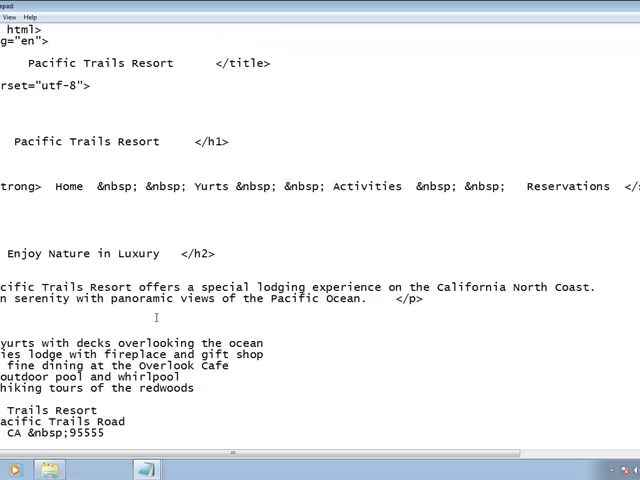 epad
View Help
html>
g="en">
Pacific Trails Resort </title>
rset="utf-8">
Pacific Trails Resort </h1>
trong> Home &nbsp; &nbsp; Yurts &nbsp; &nbsp; Activities &nbsp; &nbsp; Reservations </s
Enjoy Nature in Luxury </h2>
cific Trails Resort offers a special lodging experience on the California North Coast.
n serenity with panoramic views of the Pacific Ocean. </p>
yurts with decks overlooking the ocean
ies lodge with fireplace and gift shop
fine dining at the Overlook Cafe
outdoor pool and whirlpool
hiking tours of the redwoods
Trails Resort
acific Trails Road
CA &nbsp;95555